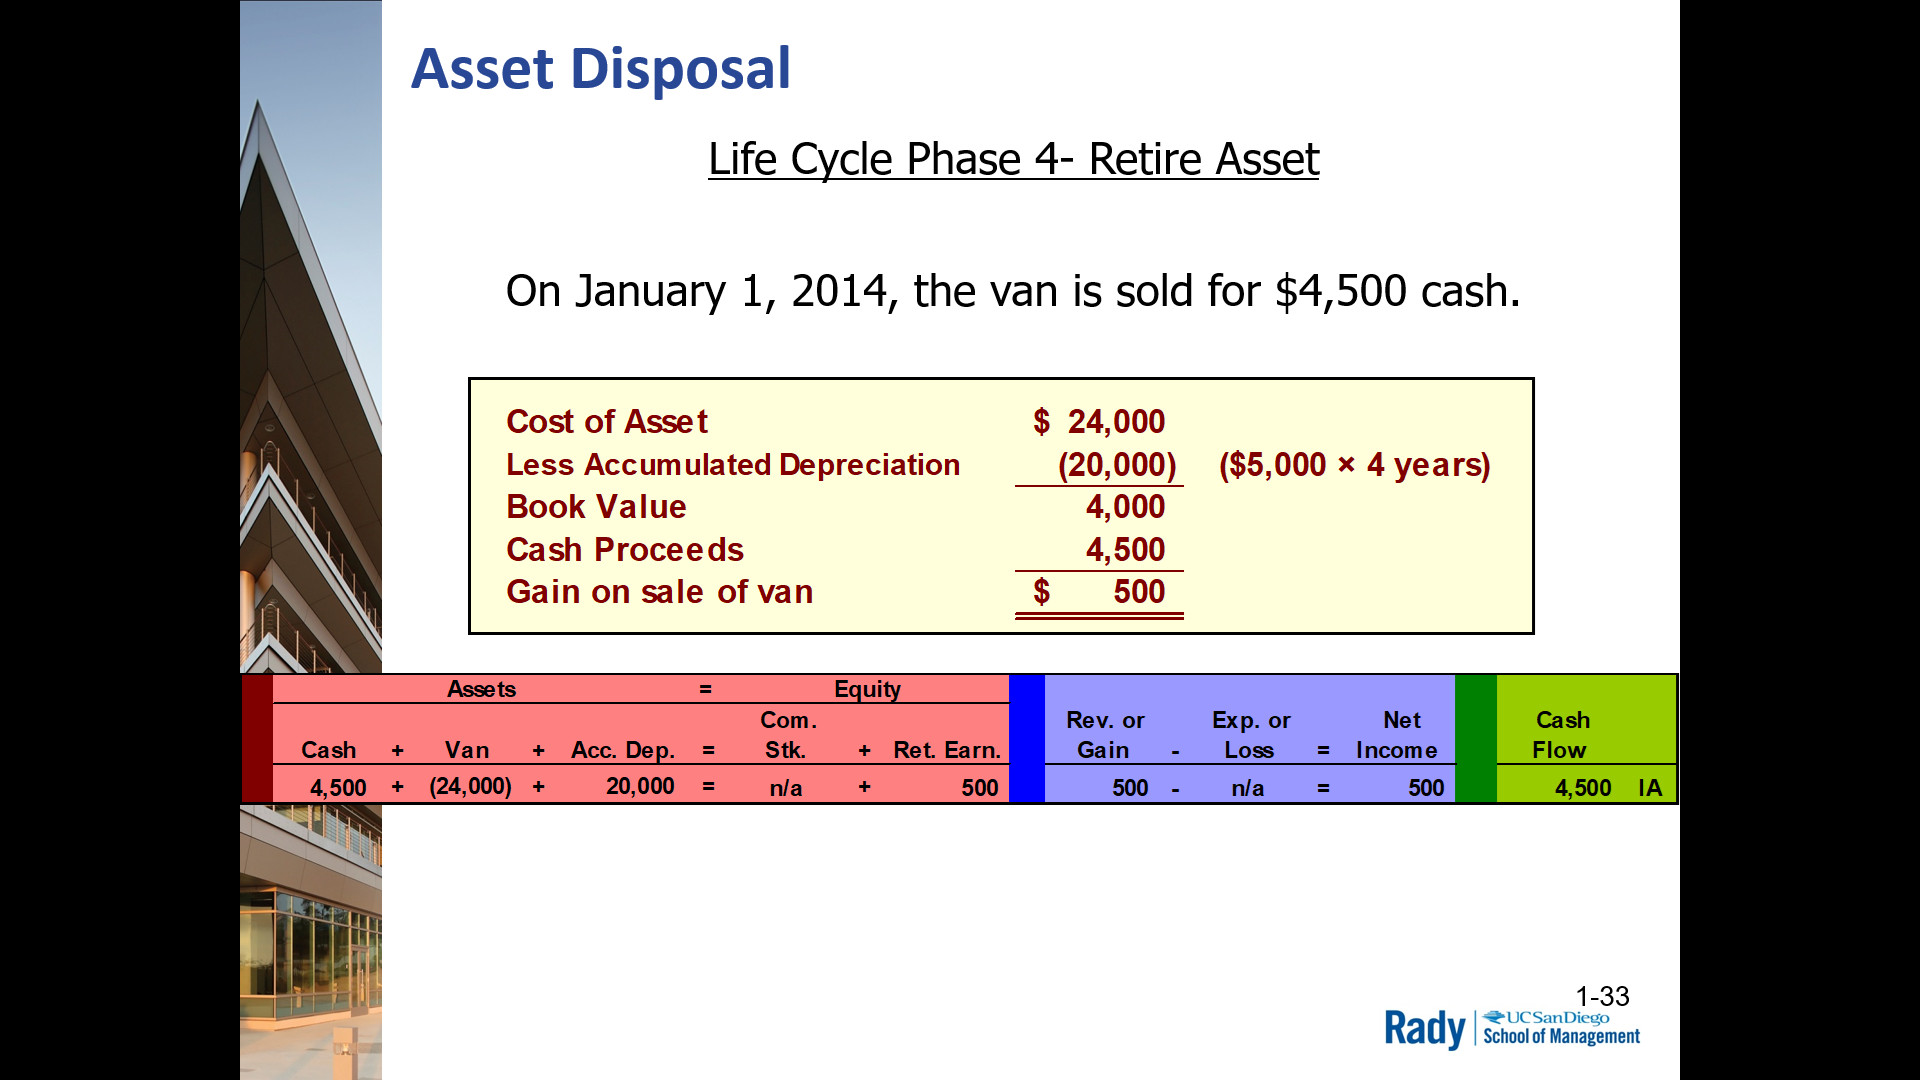 Asset Disposal
Life Cycle Phase 4- Retire Asset
On January 1, 2014, the van is sold for $4,500 cash.
Cost of Asset $ 24,000
Less Accumulated Depreciation (20,000) ($5,000 × 4 years)
Book Value 4,000
Cash Proceeds 4,500
Gain on sale of van $ 500
Assets = Equity
Com. Rev. or Exp. or Net Cash
Cash + Van + Acc. Dep. = Stk. + Ret. Earn. Gain - Loss = Income Flow
4,500 + (24,000) + 20,000 = n/a + 500 500 - n/a = 500 4,500 IA
1-33
Rady UC San Diego
School of Management